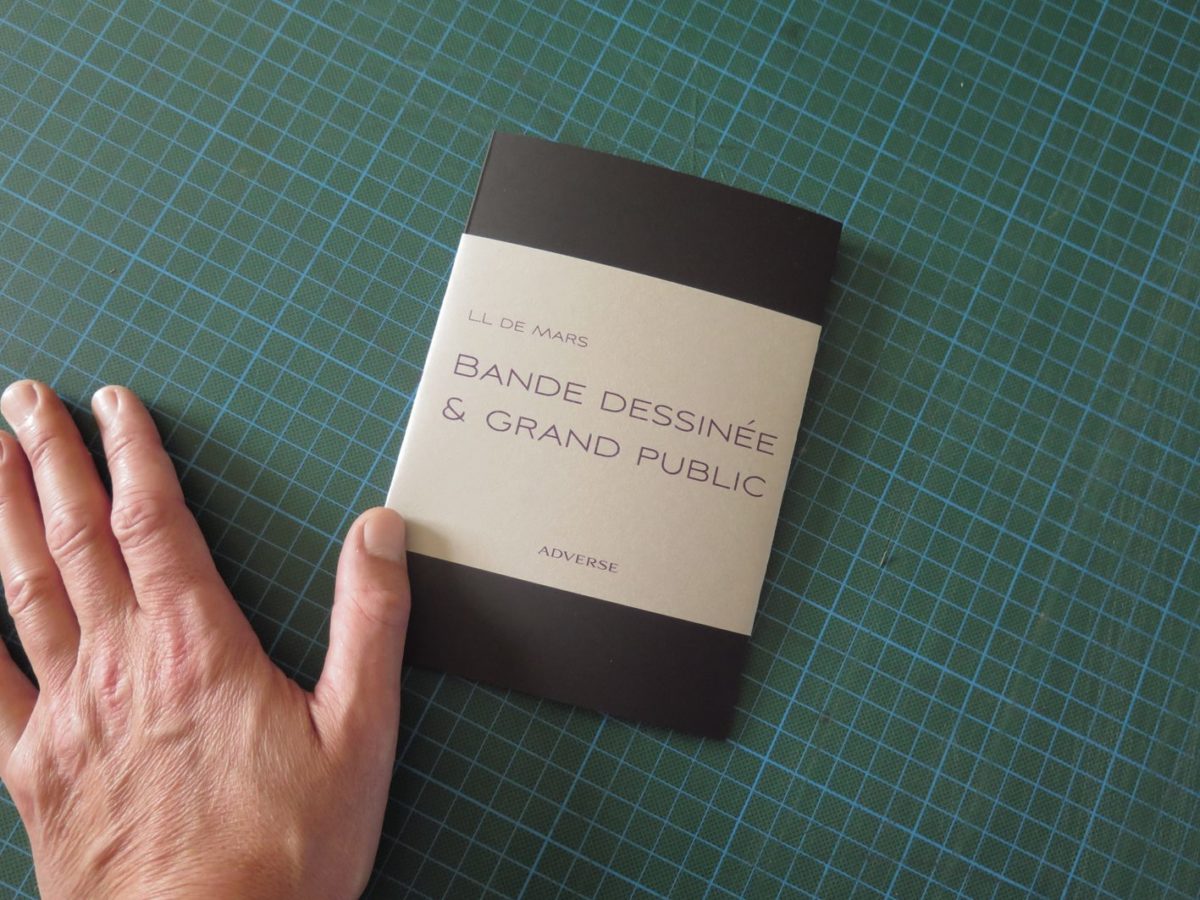 LL DE MARS
BANDE DESSINÉE
& GRAND PUBLIC
ADVERSE